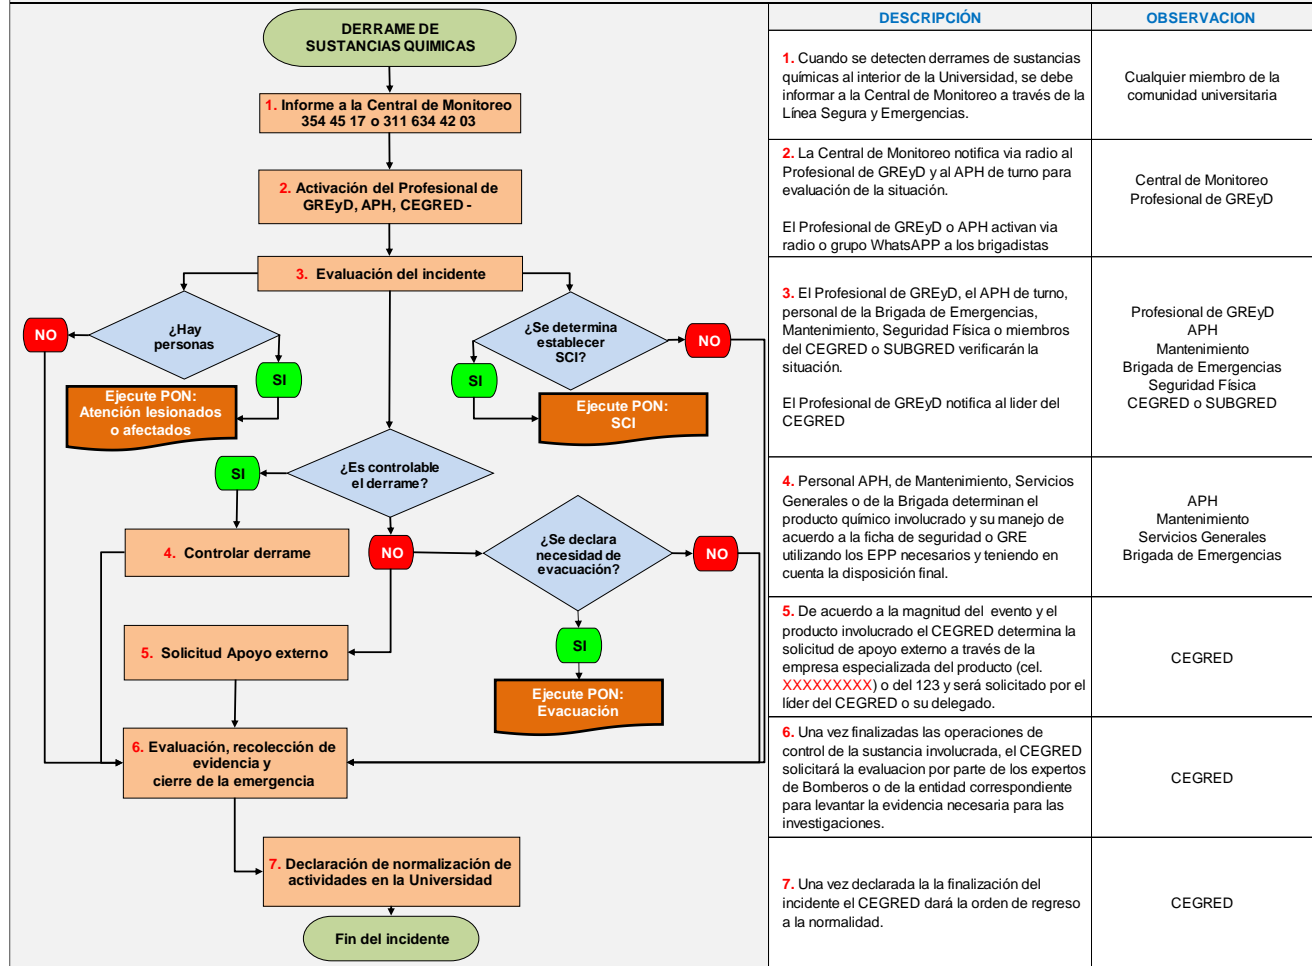 DERRAME DE
SUSTANCIAS QUIMICAS
1. Informe a la Central de Monitoreo
354 45 17 o 311 634 42 03
2. Activación del Profesional de
GREyD, APH, CEGRED -
3. Evaluación del incidente
¿Hay
personas
NO
SI
Ejecute PON:
Atención lesionados
o afectados
¿Se determina
establecer
SCI?
NO
SI
Ejecute PON:
SCI
¿Es controlable
el derrame?
SI
NO
4. Controlar derrame
¿Se declara
necesidad de
evacuación?
NO
SI
Ejecute PON:
Evacuación
5. Solicitud Apoyo externo
6. Evaluación, recolección de
evidencia y
cierre de la emergencia
7. Declaración de normalización de
actividades en la Universidad
Fin del incidente
DESCRIPCIÓN
OBSERVACION
1. Cuando se detecten derrames de sustancias
químicas al interior de la Universidad, se debe
informar a la Central de Monitoreo a través de la
Línea Segura y Emergencias.
Cualquier miembro de la
comunidad universitaria
2. La Central de Monitoreo notifica via radio al
Profesional de GREyD y al APH de turno para
evaluación de la situación.
El Profesional de GREyD o APH activan via
radio o grupo WhatsAPP a los brigadistas
Central de Monitoreo
Profesional de GREyD
3. El Profesional de GREyD, el APH de turno,
personal de la Brigada de Emergencias,
Mantenimiento, Seguridad Física o miembros
del CEGRED o SUBGRED verificarán la
situación.
El Profesional de GREyD notifica al lider del
CEGRED
Profesional de GREyD
APH
Mantenimiento
Brigada de Emergencias
Seguridad Física
CEGRED o SUBGRED
4. Personal APH, de Mantenimiento, Servicios
Generales o de la Brigada determinan el
producto químico involucrado y su manejo de
acuerdo a la ficha de seguridad o GRE
utilizando los EPP necesarios y teniendo en
cuenta la disposición final.
APH
Mantenimiento
Servicios Generales
Brigada de Emergencias
5. De acuerdo a la magnitud del evento y el
producto involucrado el CEGRED determina la
solicitud de apoyo externo a través de la
empresa especializada del producto (cel.
XXXXXXXXX) o del 123 y será solicitado por el
líder del CEGRED o su delegado.
CEGRED
6. Una vez finalizadas las operaciones de
control de la sustancia involucrada, el CEGRED
solicitará la evaluacion por parte de los expertos
de Bomberos o de la entidad correspondiente
para levantar la evidencia necesaria para las
investigaciones.
CEGRED
7. Una vez declarada la la finalización del
incidente el CEGRED dará la orden de regreso
a la normalidad.
CEGRED